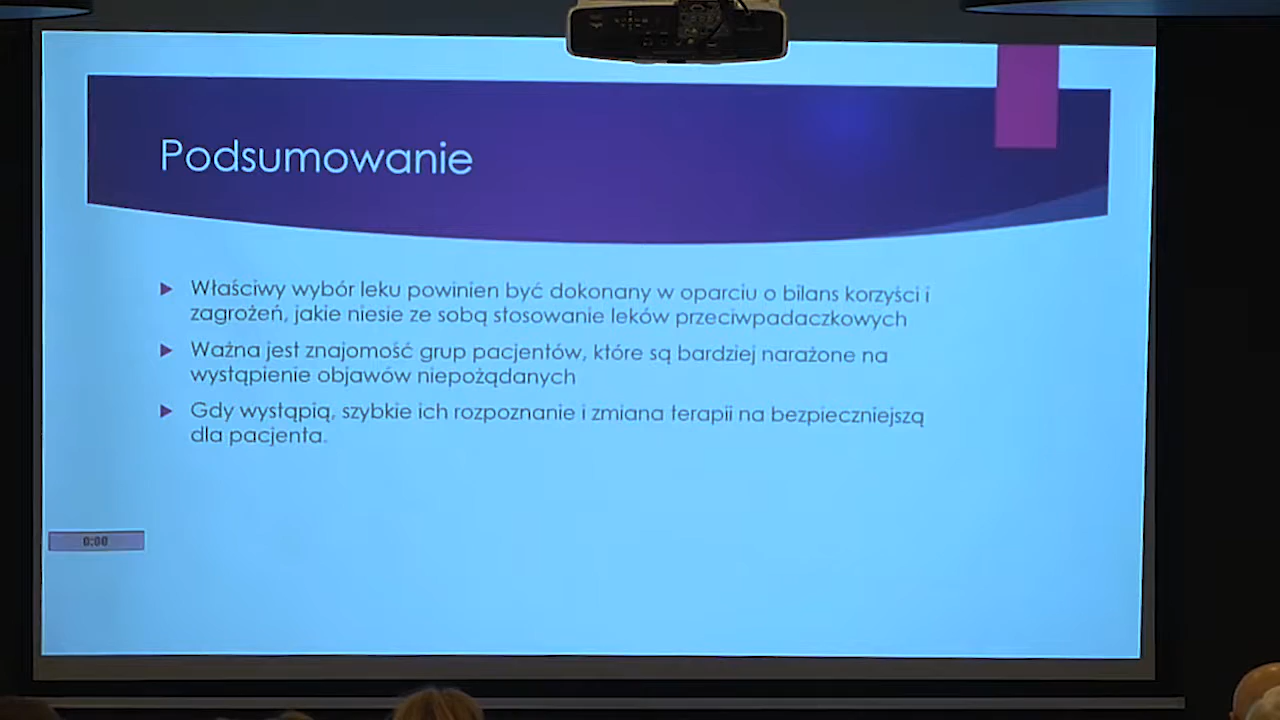 Podsumowanie
Właściwy wybór leku powinien być dokonany w oparciu o bilans korzyści i
zagrożeń, jakie niesie ze sobą stosowanie leków przeciwpadaczkowych
Ważna jest znajomość grup pacjentów, które są bardziej narażone na
wystąpienie objawów niepożądanych
Gdy wystąpią, szybkie ich rozpoznanie i zmiana terapii na bezpieczniejszą
dla pacjenta.
0:00